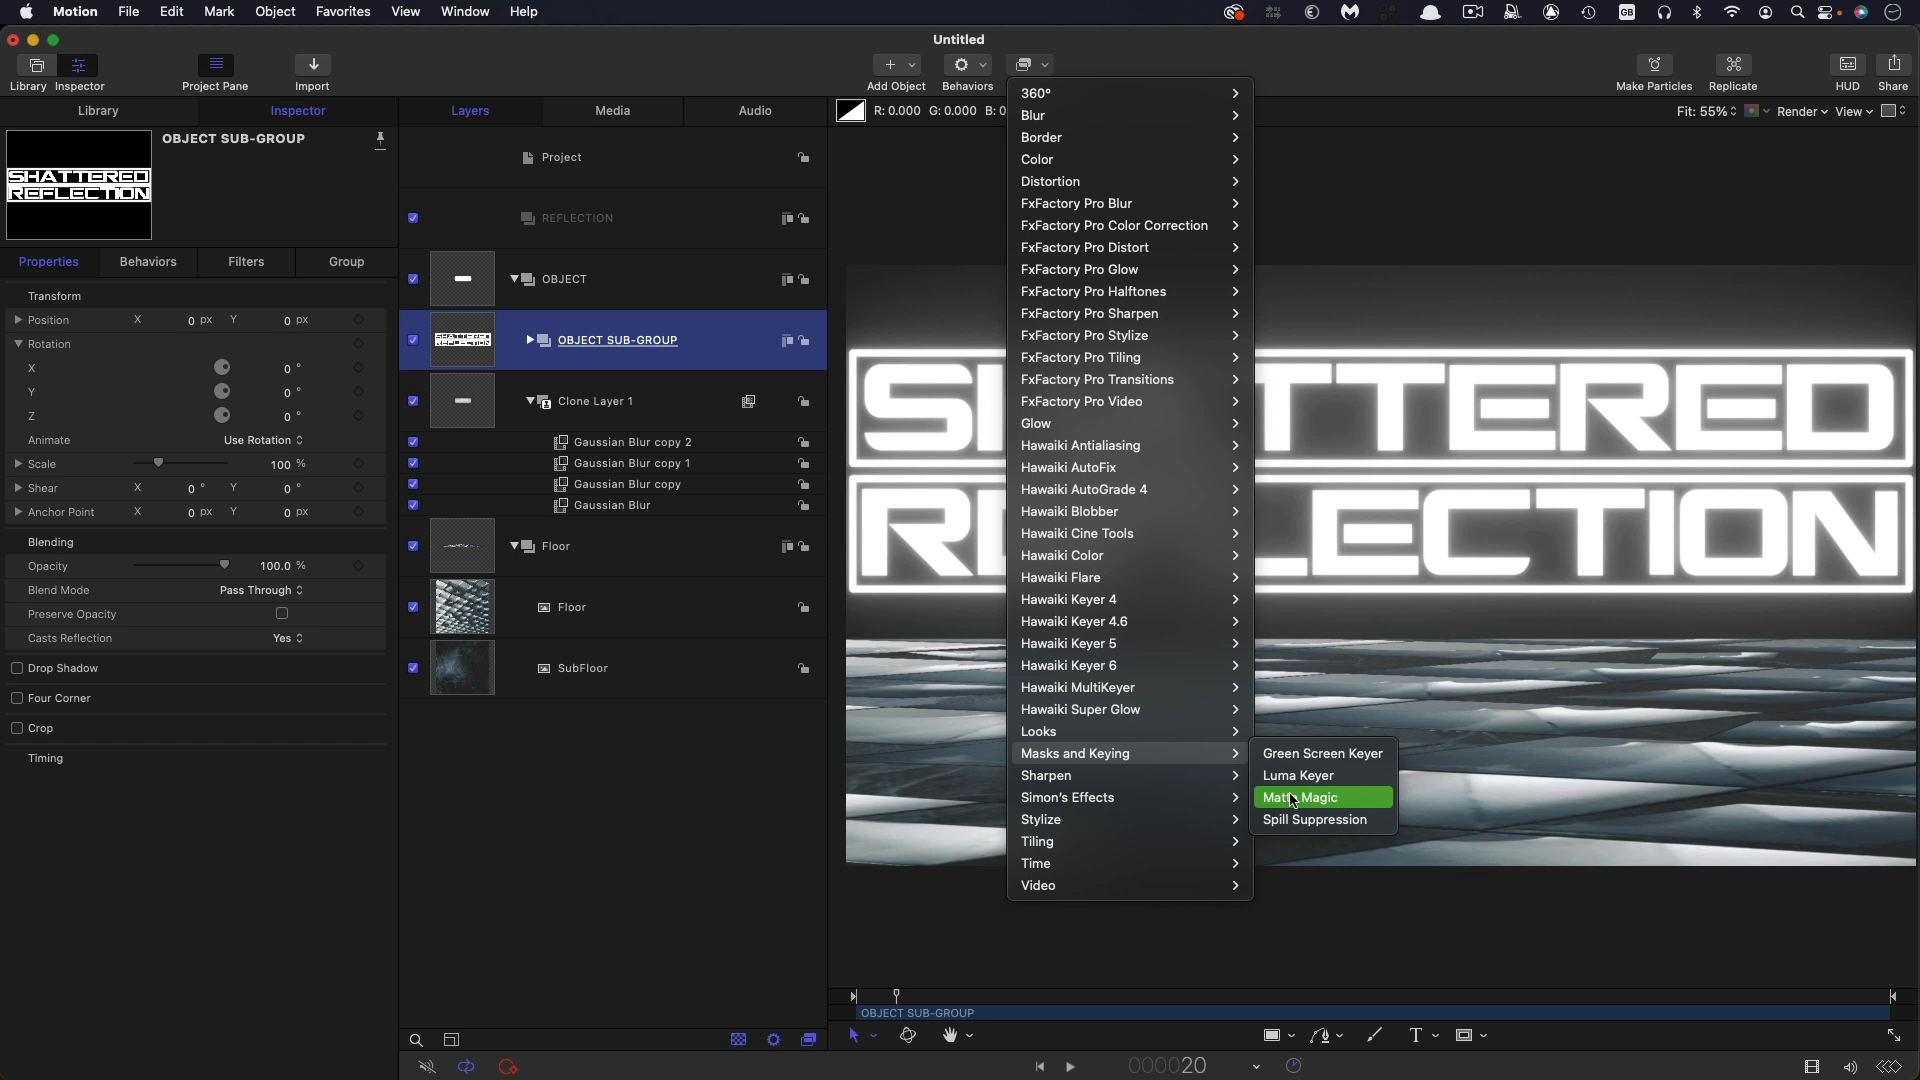 Motion File Edit Mark Object Favorites View Window Help
Untitled
Library Inspector Project Pane Import Add Object Behaviors Make Particles Replicate HUD Share
Library Inspector Layers Media Audio R: 0.000 G: 0.000 B: 0 Fit: 55% Render View
OBJECT SUB-GROUP
SHATTERED
REFLECTION
Properties Behaviors Filters Group
Transform
Position X 0 px Y 0 px
Rotation
X 0 °
Y 0 °
Z 0 °
Animate Use Rotation
Scale 100 %
Shear X 0 ° Y 0 °
Anchor Point X 0 px Y 0 px
Blending
Opacity 100.0 %
Blend Mode Pass Through
Preserve Opacity
Casts Reflection Yes
Drop Shadow
Four Corner
Crop
Timing
Project
REFLECTION
OBJECT
SHATTERED
REFLECTION
OBJECT SUB-GROUP
Clone Layer 1
Gaussian Blur copy 2
Gaussian Blur copy 1
Gaussian Blur copy
Gaussian Blur
Floor
Floor
SubFloor
360°
Blur
Border
Color
Distortion
FxFactory Pro Blur
FxFactory Pro Color Correction
FxFactory Pro Distort
FxFactory Pro Glow
FxFactory Pro Halftones
FxFactory Pro Sharpen
FxFactory Pro Stylize
FxFactory Pro Tiling
FxFactory Pro Transitions
FxFactory Pro Video
Glow
Hawaiki Antialiasing
Hawaiki AutoFix
Hawaiki AutoGrade 4
Hawaiki Blobber
Hawaiki Cine Tools
Hawaiki Color
Hawaiki Flare
Hawaiki Keyer 4
Hawaiki Keyer 4.6
Hawaiki Keyer 5
Hawaiki Keyer 6
Hawaiki MultiKeyer
Hawaiki Super Glow
Looks
Masks and Keying
Sharpen
Simon's Effects
Stylize
Tiling
Time
Video
Green Screen Keyer
Luma Keyer
Matte Magic
Spill Suppression
S TTERED
R ECTION
OBJECT SUB-GROUP
T
000020
GB